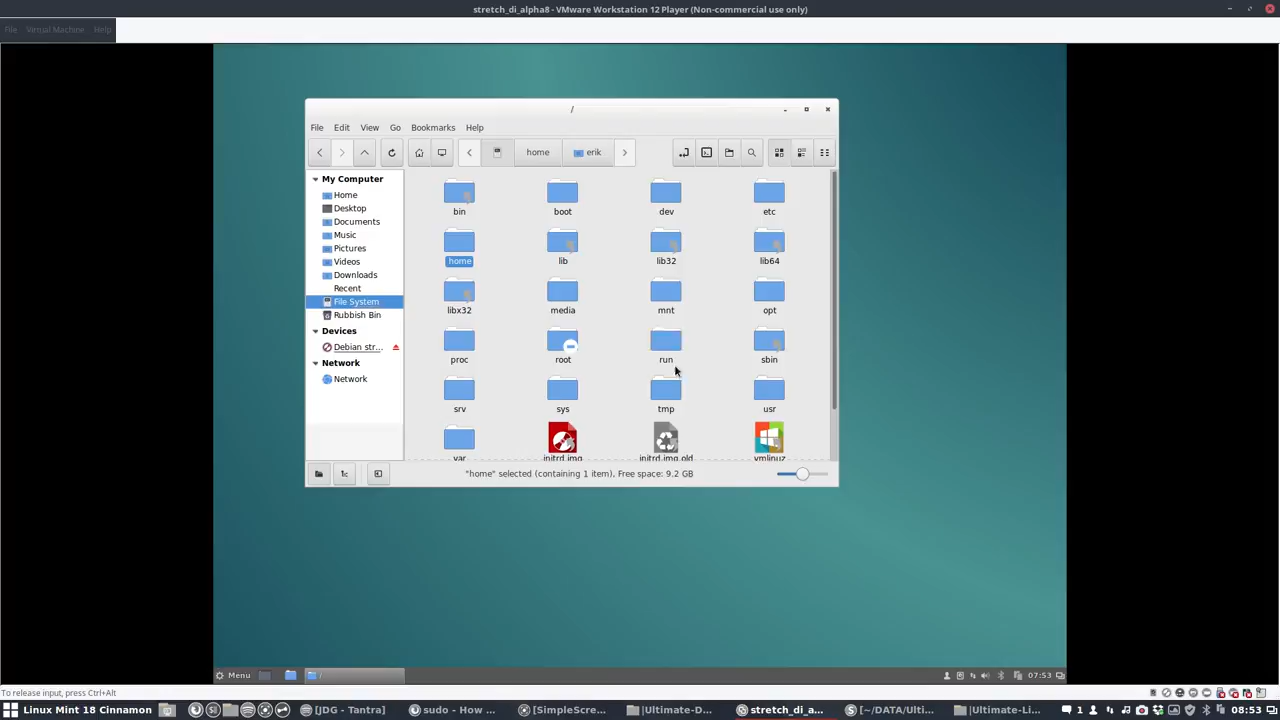 stretch_di_alpha8 - VMware Workstation 12 Player (Non-commercial use only)
File Virtual Machine Help
/
File Edit View Go Bookmarks Help
home erik
My Computer
Home
Desktop
Documents
Music
Pictures
Videos
Downloads
Recent
File System
Rubbish Bin
Devices
Debian str...
Network
Network
bin boot dev etc
home lib lib32 lib64
libx32 media mnt opt
proc root run sbin
srv sys tmp usr
var initrd.img initrd.img.old vmlinuz
"home" selected (containing 1 item), Free space: 9.2 GB
Menu / 07:53
To release input, press Ctrl+Alt
Linux Mint 18 Cinnamon [JDG - Tantra] sudo - How ... [SimpleScre... |Ultimate-D... stretch_di_a... [~/DATA/Ulti... |Ultimate-Li... 1 08:53